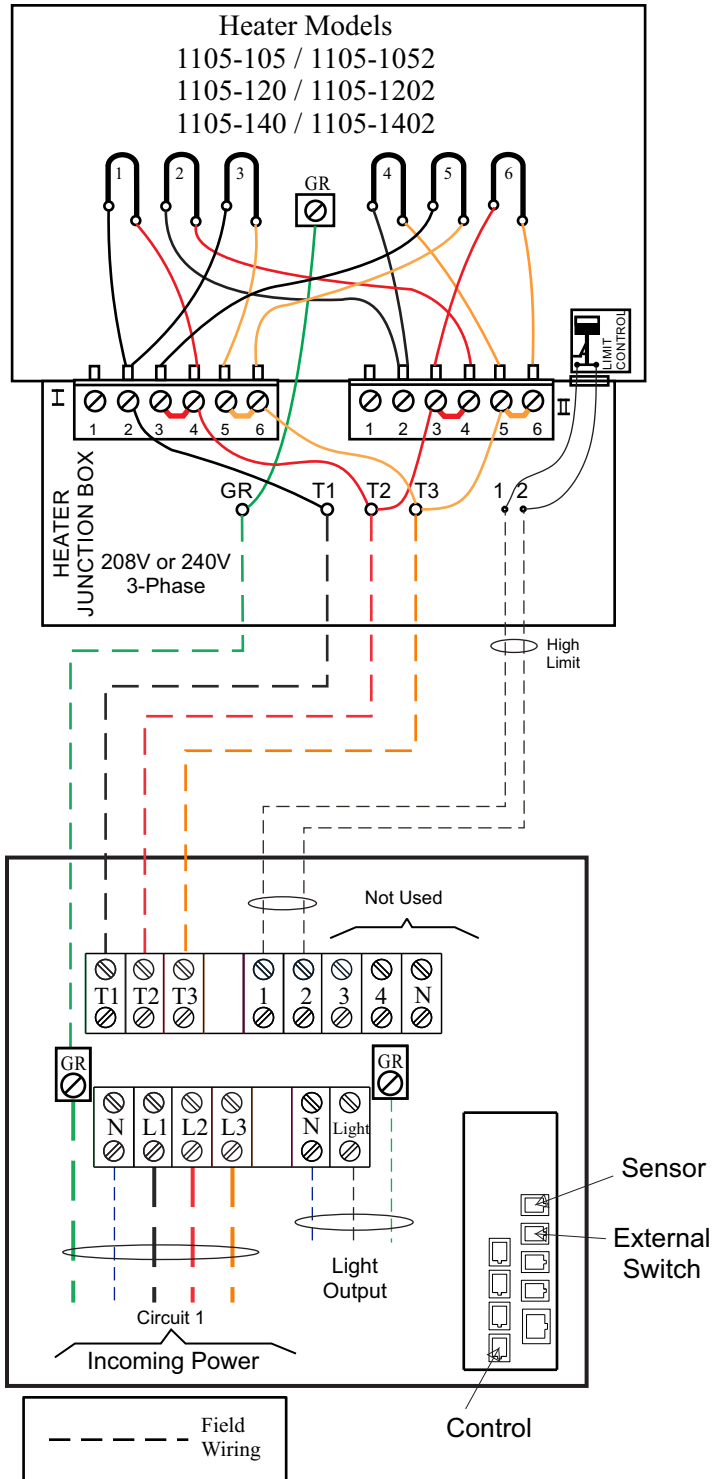 Heater Models
1105-105 / 1105-1052
1105-120 / 1105-1202
1105-140 / 1105-1402
1 2 3 GR 4 5 6
LIMIT CONTROL
I
1 2 3 4 5 6
II
1 2 3 4 5 6
HEATER
JUNCTION BOX
GR T1 T2 T3 1 2
208V or 240V
3-Phase
High
Limit
Not Used
T1 T2 T3 1 2 3 4 N
GR GR
N L1 L2 L3 N Light
Sensor
External
Switch
Light
Output
Circuit 1
Incoming Power
Control
Field
Wiring